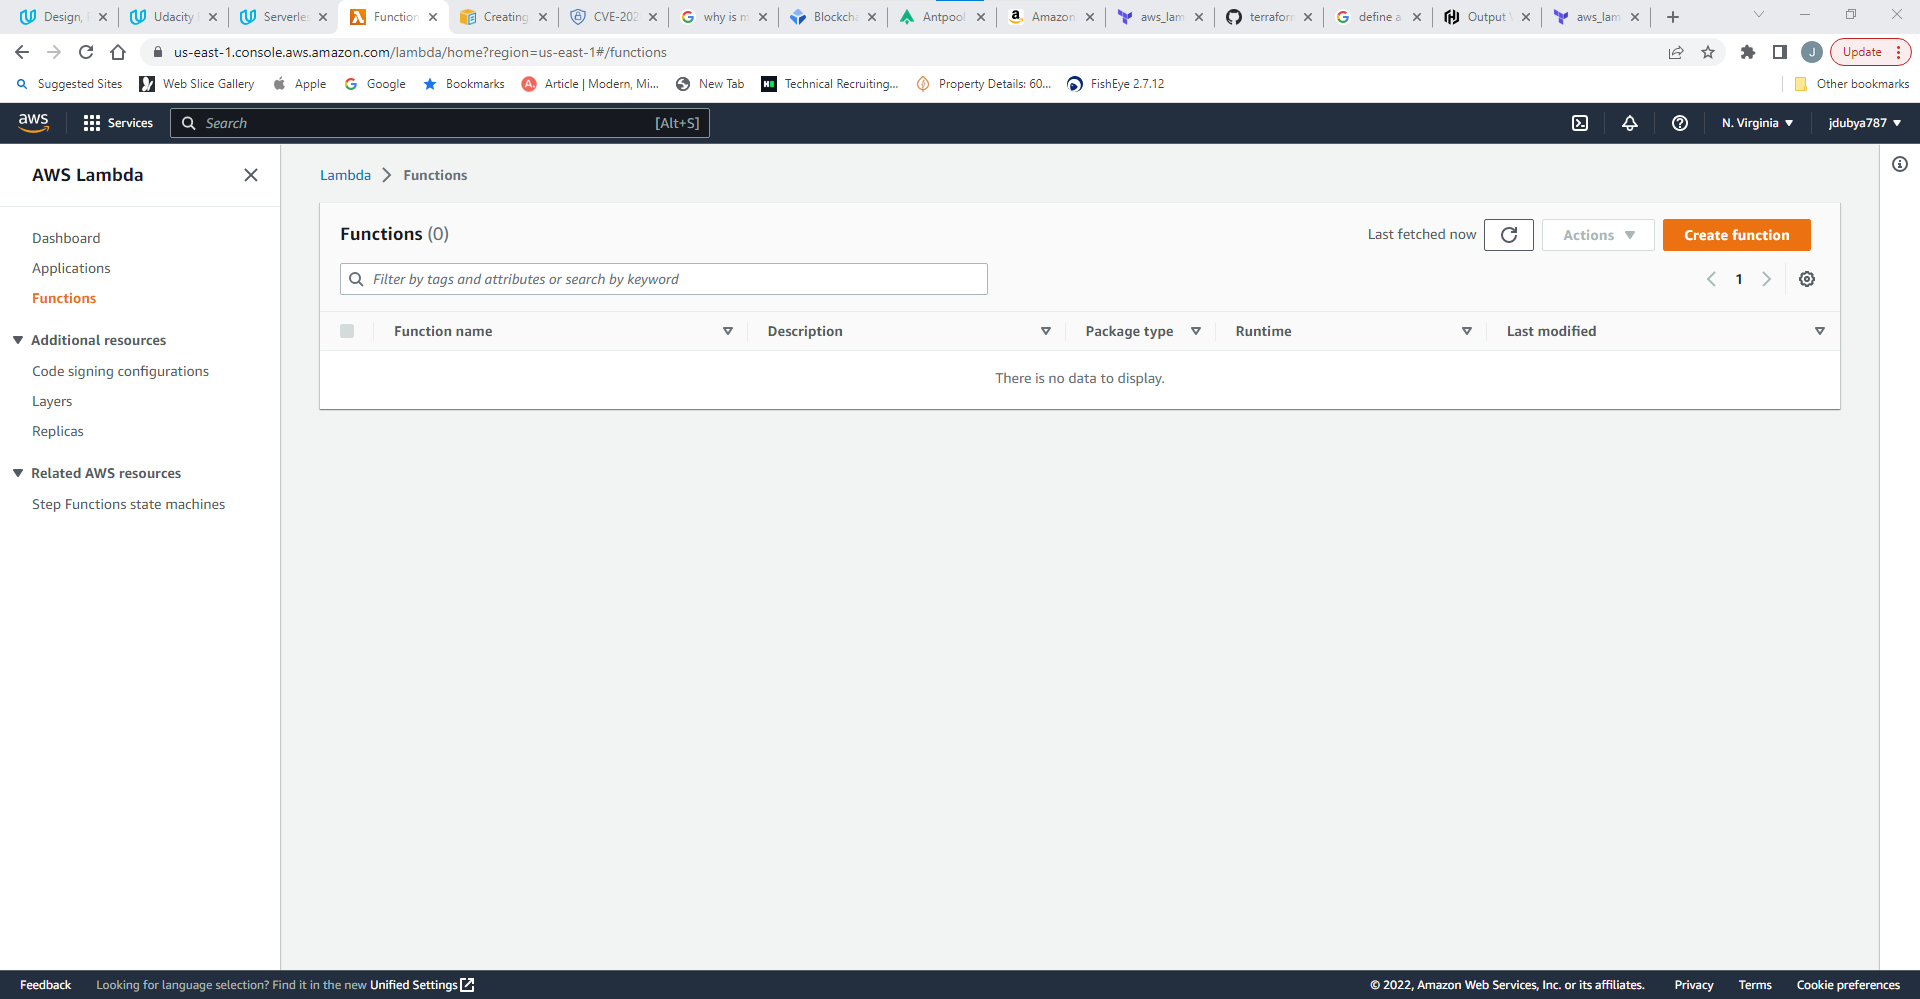 Design, Udacity Serverles Function Creating CVE-202 why is m Blockcha Antpool Amazon aws_lam terraform define a Output aws_lam
us-east-1.console.aws.amazon.com/lambda/home?region=us-east-1#/functions J Update
Suggested Sites Web Slice Gallery Apple Google Bookmarks Article | Modern, Mi... New Tab Technical Recruiting... Property Details: 60... FishEye 2.7.12 Other bookmarks
aws Services Search [Alt+S] N. Virginia jdubya787
AWS Lambda
Dashboard
Applications
Functions
Additional resources
Code signing configurations
Layers
Replicas
Related AWS resources
Step Functions state machines
Lambda Functions
Functions (0) Last fetched now Actions Create function
Filter by tags and attributes or search by keyword 1
Function name Description Package type Runtime Last modified
There is no data to display.
Feedback Looking for language selection? Find it in the new Unified Settings © 2022, Amazon Web Services, Inc. or its affiliates. Privacy Terms Cookie preferences